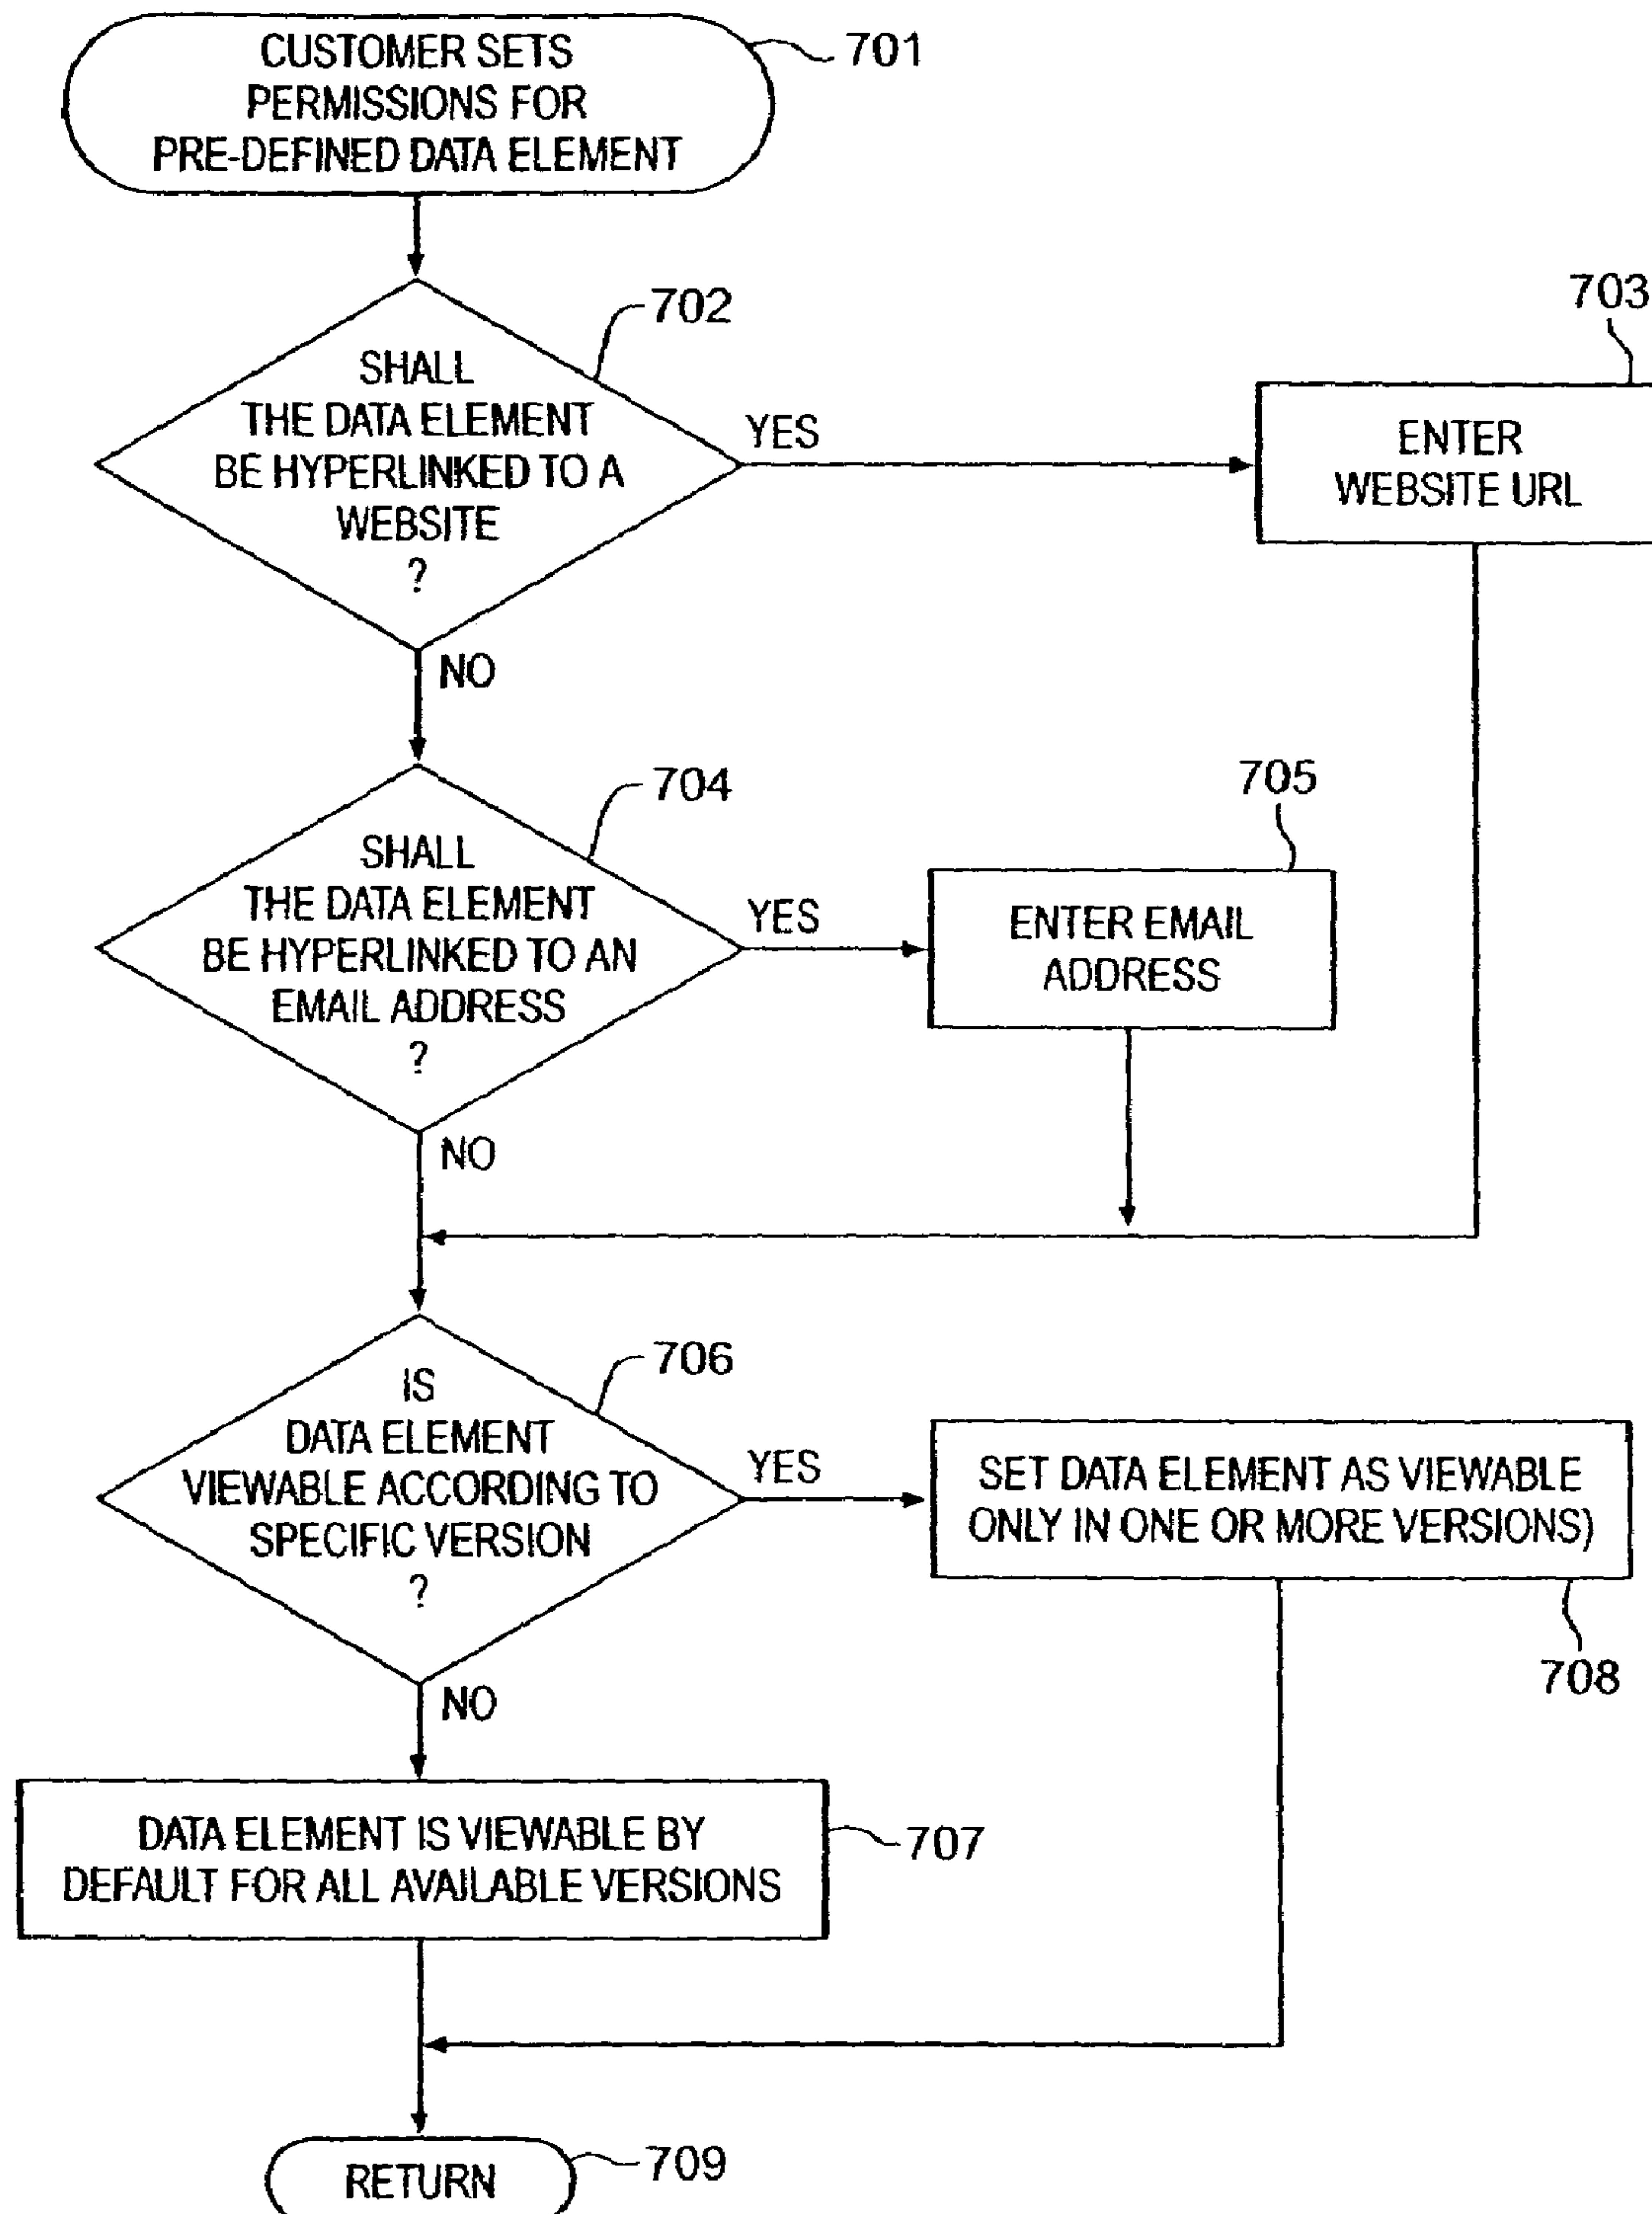 CUSTOMER SETS
PERMISSIONS FOR
PRE-DEFINED DATA ELEMENT
701
702
SHALL
THE DATA ELEMENT
BE HYPERLINKED TO A
WEBSITE
?
YES
703
ENTER
WEBSITE URL
NO
704
SHALL
THE DATA ELEMENT
BE HYPERLINKED TO AN
EMAIL ADDRESS
?
YES
705
ENTER EMAIL
ADDRESS
NO
706
IS
DATA ELEMENT
VIEWABLE ACCORDING TO
SPECIFIC VERSION
?
YES
SET DATA ELEMENT AS VIEWABLE
ONLY IN ONE OR MORE VERSIONS)
708
NO
DATA ELEMENT IS VIEWABLE BY
DEFAULT FOR ALL AVAILABLE VERSIONS
707
RETURN
709